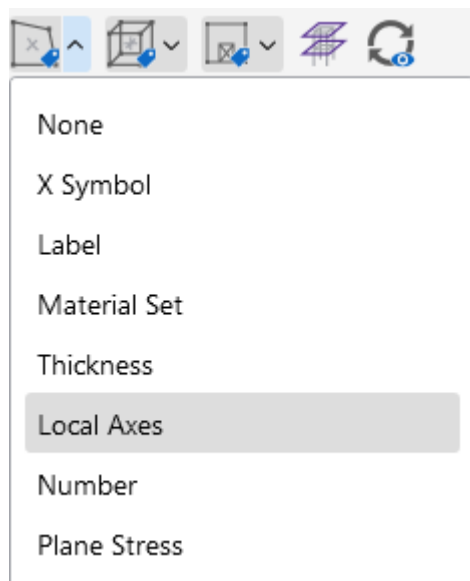 None
X Symbol
Label
Material Set
Thickness
Local Axes
Number
Plane Stress